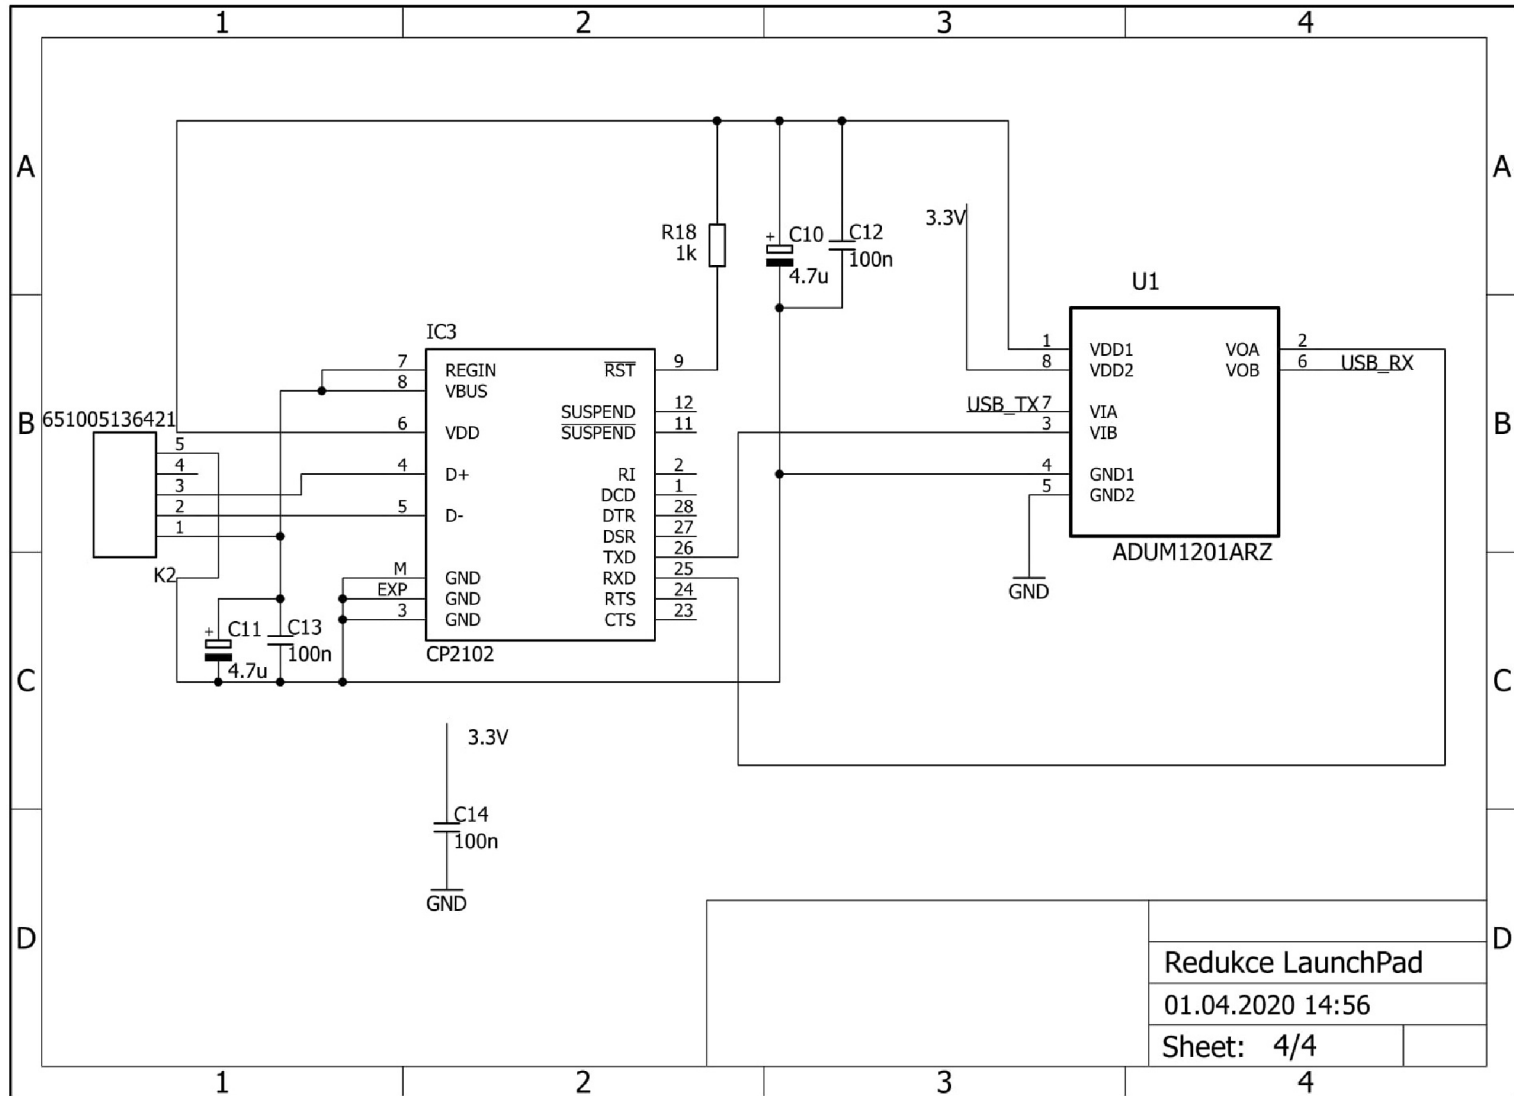 1 2 3 4
A A
R18
1k
+ C10
4.7u
C12
100n
3.3V
U1
IC3
7 REGIN RST 9
8 VBUS
SUSPEND 12
6 VDD SUSPEND 11
4 D+ RI 2
DCD 1
5 D- DTR 28
DSR 27
TXD 26
M GND RXD 25
EXP GND RTS 24
3 GND CTS 23
CP2102
1 VDD1 VOA 2
8 VDD2 VOB 6 USB_RX
USB_TX 7 VIA
3 VIB
4 GND1
5 GND2
ADUM1201ARZ
GND
B B
651005136421
5
4
3
2
1
K2
+ C11
4.7u
C13
100n
C C
3.3V
C14
100n
GND
D D
Redukce LaunchPad
01.04.2020 14:56
Sheet: 4/4
1 2 3 4